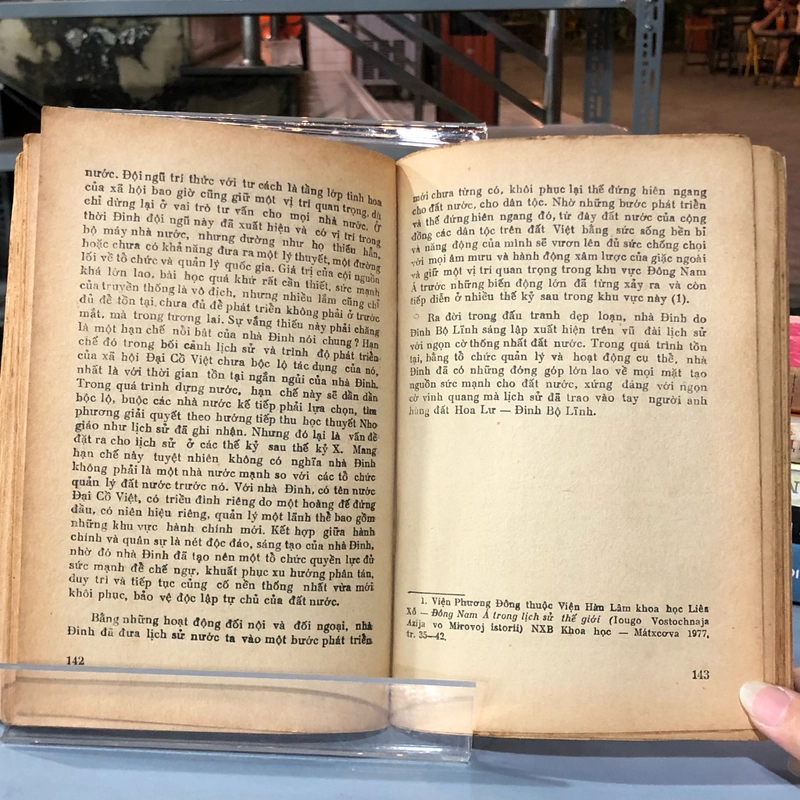 nước. Đội ngũ trí thức với tư cách là tầng lớp tinh hoa
của xã hội bao giờ cũng giữ một vị trí quan trọng, dù
chỉ dừng lại ở vai trò tư vấn cho mọi nhà nước. Ở
thời Đinh đội ngũ này đã xuất hiện và có vị trí trong
bộ máy nhà nước, nhưng dường như họ thiếu hẳn,
hoặc chưa có khả năng đưa ra một lý thuyết, một đường
lối về tổ chức và quản lý quốc gia. Giá trị của cội nguồn
khá lớn lao, bài học quá khứ rất cần thiết, sức mạnh
của truyền thống là vô địch, nhưng nhiều lắm cũng chỉ
đủ để tồn tại, chưa đủ để phát triển không phải ở trước
mắt, mà trong tương lai. Sự vắng thiếu này phải chăng
là một hạn chế nổi bật của nhà Đinh nói chung? Hạn
chế đó trong bối cảnh lịch sử và trình độ phát triển
của xã hội Đại Cồ Việt chưa bộc lộ tác dụng của nó,
nhất là với thời gian tồn tại ngắn ngủi của nhà Đinh.
Trong quá trình dựng nước, hạn chế này sẽ dần dần
bộc lộ, buộc các nhà nước kế tiếp phải lựa chọn, tìm
phương giải quyết theo hướng tiếp thu học thuyết Nho
giáo như lịch sử đã ghi nhận. Nhưng đó lại là vấn đề
đặt ra cho lịch sử ở các thế kỷ sau thế kỷ X. Mang
hạn chế này tuyệt nhiên không có nghĩa nhà Đinh
không phải là một nhà nước mạnh so với các tổ chức
quản lý đất nước trước nó. Với nhà Đinh, có tên nước
Đại Cồ Việt, có triều đình riêng do một hoàng đế đứng
đầu, có niên hiệu riêng, quản lý một lãnh thể bao gồm
những khu vực hành chính mới. Kết hợp giữa hành
chính và quân sự là nét độc đáo, sáng tạo của nhà Đinh,
nhờ đó nhà Đinh đã tạo nên một tổ chức quyền lực đủ
sức mạnh để chế ngự, khuất phục xu hướng phân tán,
duy trì và tiếp tục củng cố nền thống nhất vừa mới
khôi phục, bảo vệ độc lập tự chủ của đất nước.
Bằng những hoạt động đối nội và đối ngoại, nhà
Đinh đã đưa lịch sử nước ta vào một bước phát triển
142
mới chưa từng có, khôi phục lại thế đứng hiên ngang
cho đất nước, cho dân tộc. Nhờ những bước phát triển
và thế đứng hiên ngang đó, từ đây đất nước của cộng
đồng các dân tộc trên đất Việt bằng sức sống bền bỉ
và năng động của mình sẽ vươn lên đủ sức chống chọi
với mọi âm mưu và hành động xâm lược của giặc ngoài
và giữ một vị trí quan trọng trong khu vực Đông Nam
Á trước những biến động lớn đã từng xảy ra và còn
tiếp diễn ở nhiều thế kỷ sau trong khu vực này (1).
Ra đời trong đấu tranh dẹp loạn, nhà Đinh do
Đinh Bộ Lĩnh sáng lập xuất hiện trên vũ đài lịch sử
với ngọn cờ thống nhất đất nước. Trong quá trình tồn
tại, bằng tổ chức quản lý và hoạt động cụ thể, nhà
Đinh đã có những đóng góp lớn lao về mọi mặt tạo
nguồn sức mạnh cho đất nước, xứng đáng với ngọn
cờ vinh quang mà lịch sử đã trao vào tay người anh
hùng đất Hoa Lư — Đinh Bộ Lĩnh.
1. Viện Phương Đông thuộc Viện Hàn Lâm khoa học Liên
Xô — Đông Nam Á trong lịch sử thế giới (Iougo Vostochnaja
Azija vo Mirovoj istorii) NXB Khoa học — Mátxcơva 1977,
tr. 35—42.
143